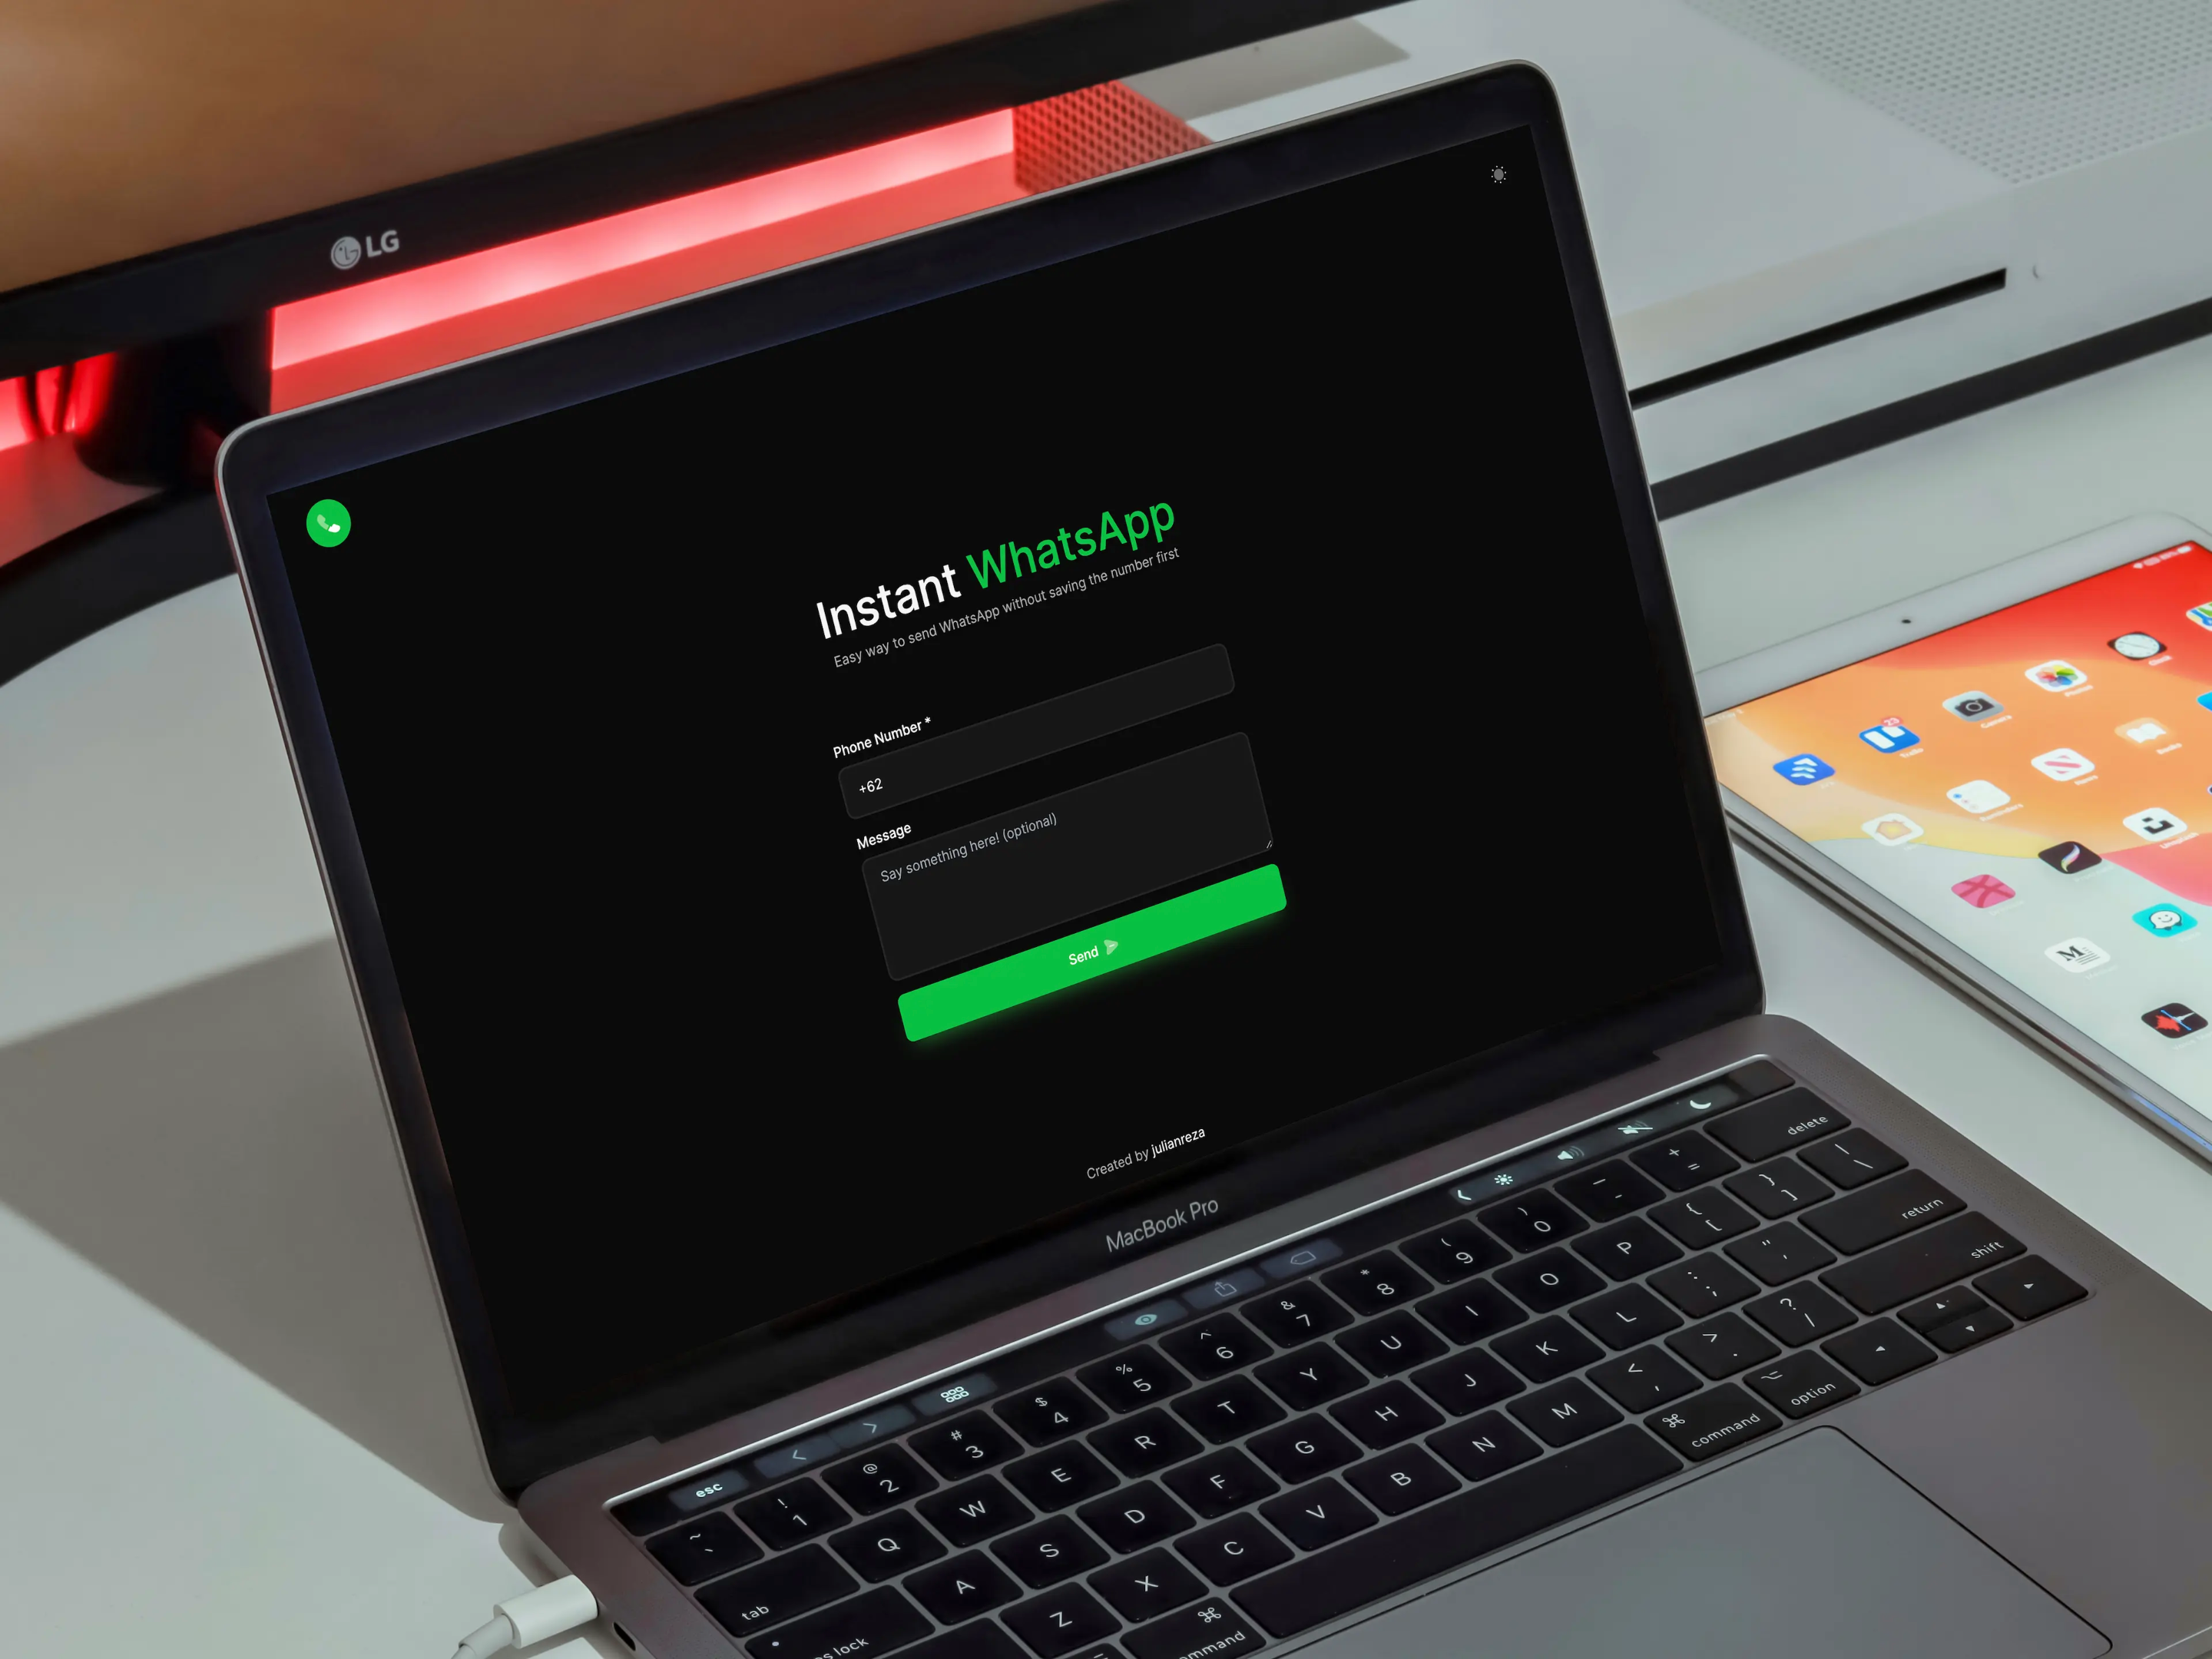 LG
Instant WhatsApp
Easy way to send WhatsApp without saving the number first
Phone Number *
+62
Message
Say something here! (optional)
Send
Created by julianreza
MacBook Pro
23
M
esc
~ ` ! 1 @ 2 # 3 $ 4 % 5 ^ 6 & 7 * 8 ( 9 ) 0 _ - + = delete
tab Q W E R T Y U I O P { [ } ] | \
A S D F G H J K L : ; " ' return
Z X C V B N M < , > . ? / shift
⌘ command ⌥ option